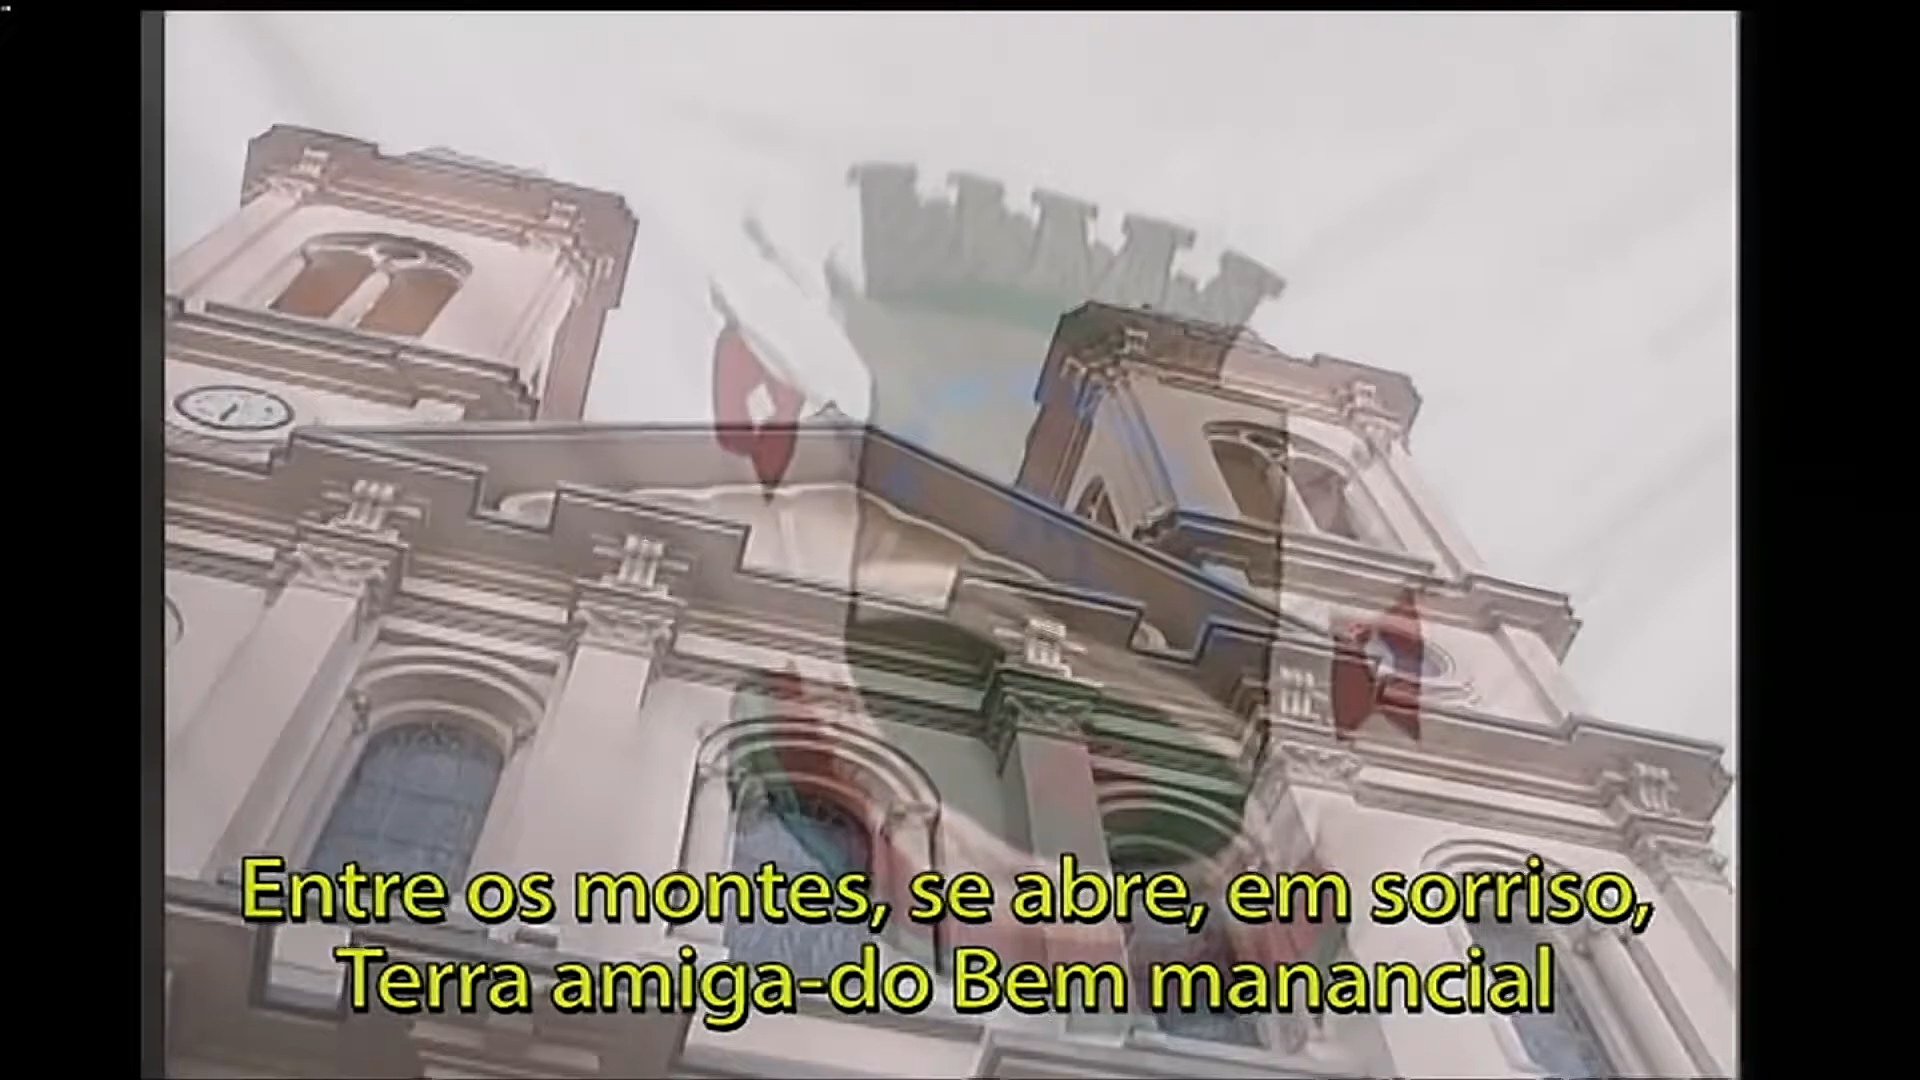 Entre os montes, se abre, em sorriso,
Terra amiga-do Bem manancial